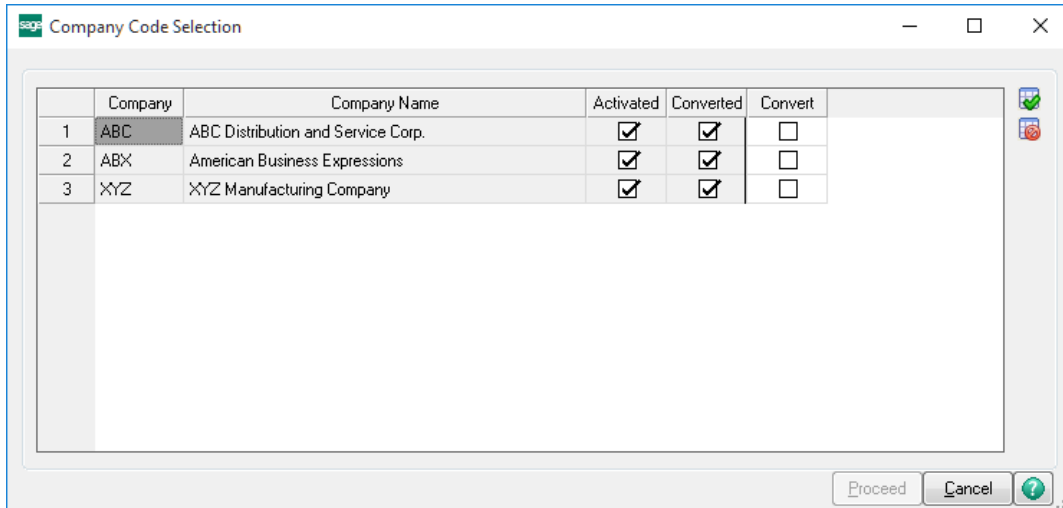 sage Company Code Selection
Company Company Name Activated Converted Convert
1 ABC ABC Distribution and Service Corp.
2 ABX American Business Expressions
3 XYZ XYZ Manufacturing Company
Proceed Cancel ?